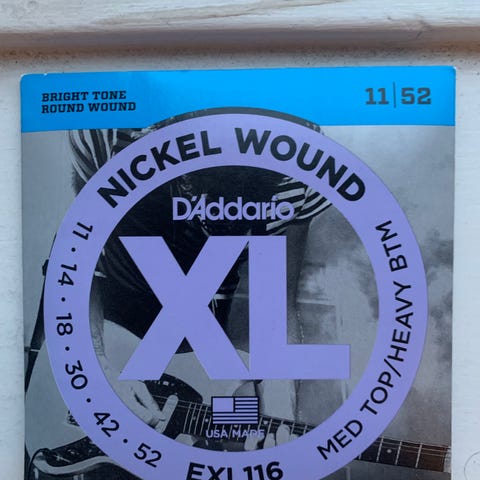 BRIGHT TONE
ROUND WOUND
11|52
NICKEL WOUND
D'Addario
XL
11 • 14 • 18 • 30 • 42 • 52
MED TOP/HEAVY BTM
USA MADE
EXL116